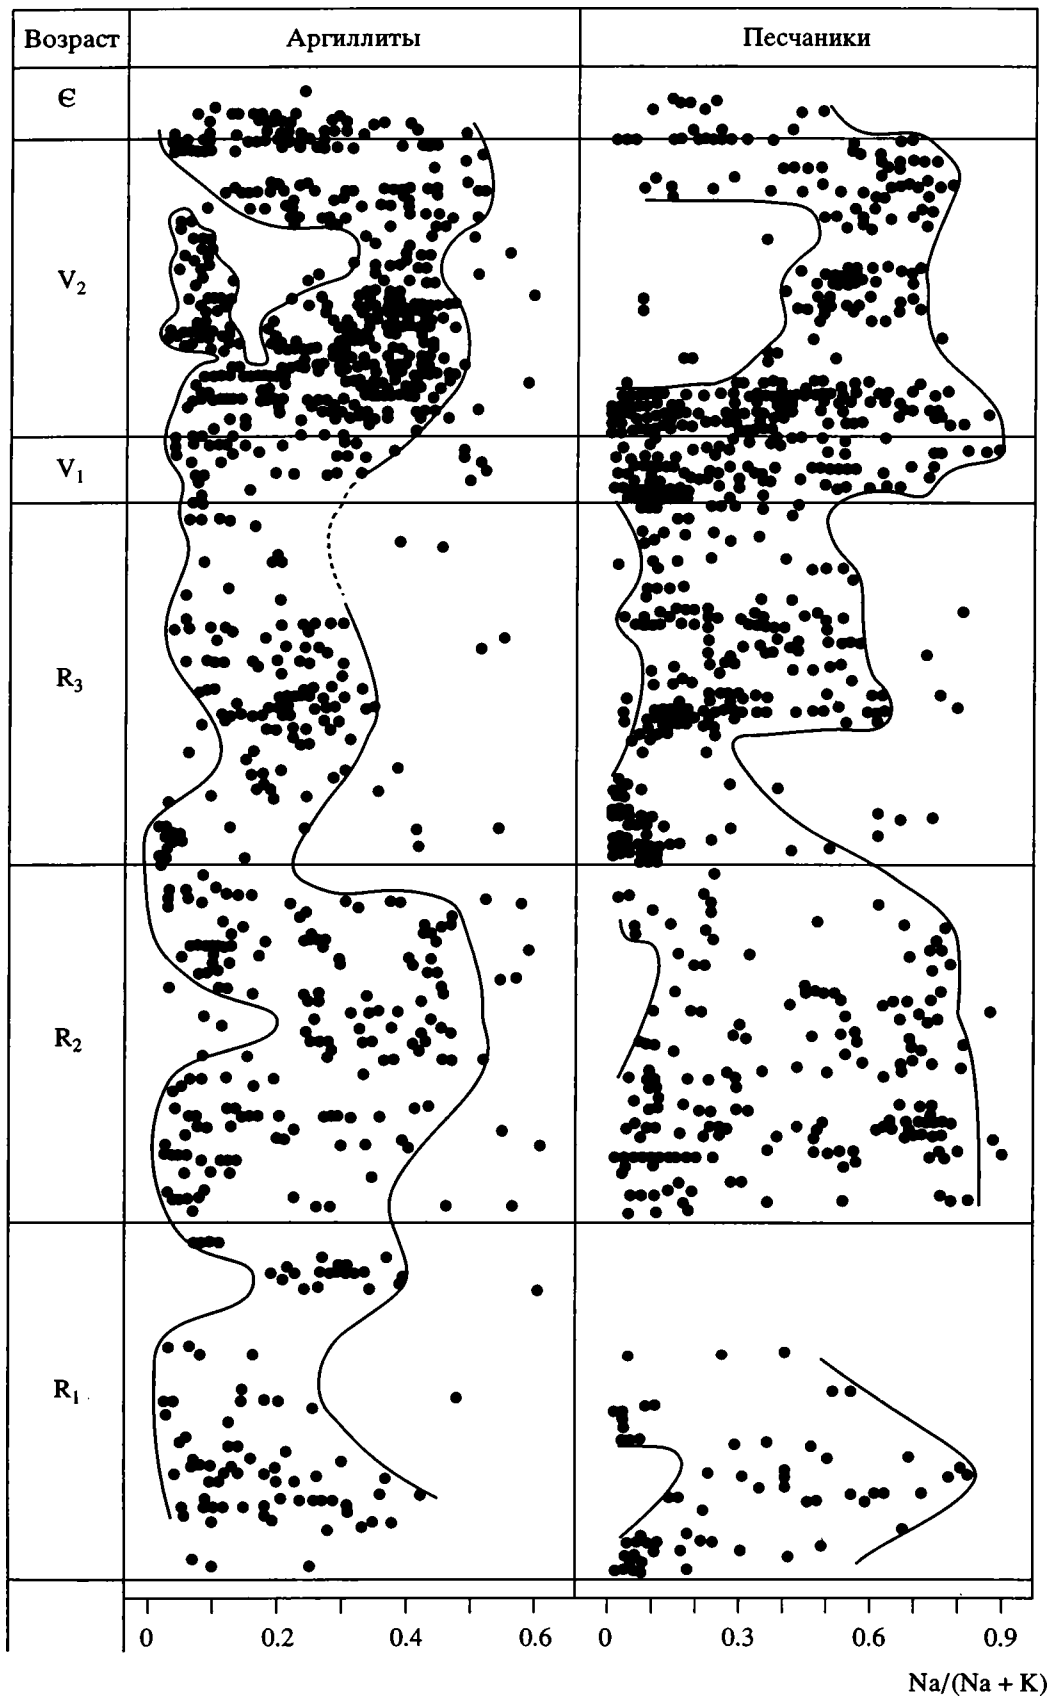 Возраст Аргиллиты Песчаники
Є
V₂
V₁
R₃
R₂
R₁
0 0.2 0.4 0.6 0 0.3 0.6 0.9
Na/(Na + K)